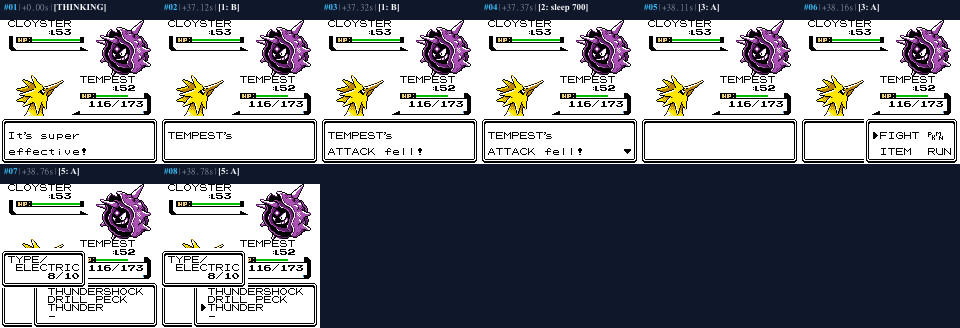 #01|+0.00s|[THINKING]
CLOYSTER
:L53
HP:
TEMPEST
:L52
HP:
116/173
It's super
effective!
#02|+37.12s|[1: B]
CLOYSTER
:L53
HP:
TEMPEST
:L52
HP:
116/173
TEMPEST's
#03|+37.32s|[1: B]
CLOYSTER
:L53
HP:
TEMPEST
:L52
HP:
116/173
TEMPEST's
ATTACK fell!
#04|+37.37s|[2: sleep 700]
CLOYSTER
:L53
HP:
TEMPEST
:L52
HP:
116/173
TEMPEST's
ATTACK fell!
#05|+38.11s|[3: A]
CLOYSTER
:L53
HP:
TEMPEST
:L52
HP:
116/173
#06|+38.16s|[3: A]
CLOYSTER
:L53
HP:
TEMPEST
:L52
HP:
116/173
FIGHT PKMN
ITEM RUN
#07|+38.76s|[5: A]
CLOYSTER
:L53
HP:
TEMPEST
:L52
116/173
TYPE/
ELECTRIC
8/10
THUNDERSHOCK
DRILL PECK
THUNDER
–
#08|+38.78s|[5: A]
CLOYSTER
:L53
HP:
TEMPEST
:L52
116/173
TYPE/
ELECTRIC
8/10
THUNDERSHOCK
DRILL PECK
THUNDER
–